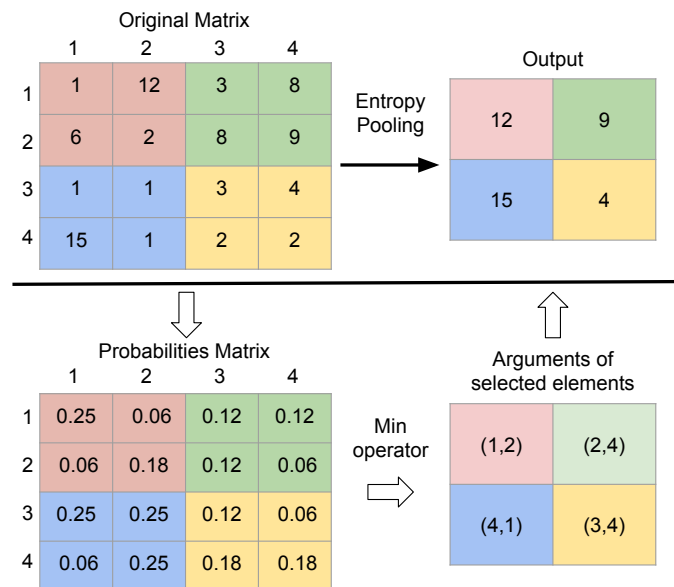 Original Matrix
1 2 3 4
1 1 12 3 8
2 6 2 8 9
3 1 1 3 4
4 15 1 2 2
Entropy
Pooling
Output
12 9
15 4
Probabilities Matrix
1 2 3 4
1 0.25 0.06 0.12 0.12
2 0.06 0.18 0.12 0.06
3 0.25 0.25 0.12 0.06
4 0.06 0.25 0.18 0.18
Min
operator
Arguments of
selected elements
(1,2) (2,4)
(4,1) (3,4)